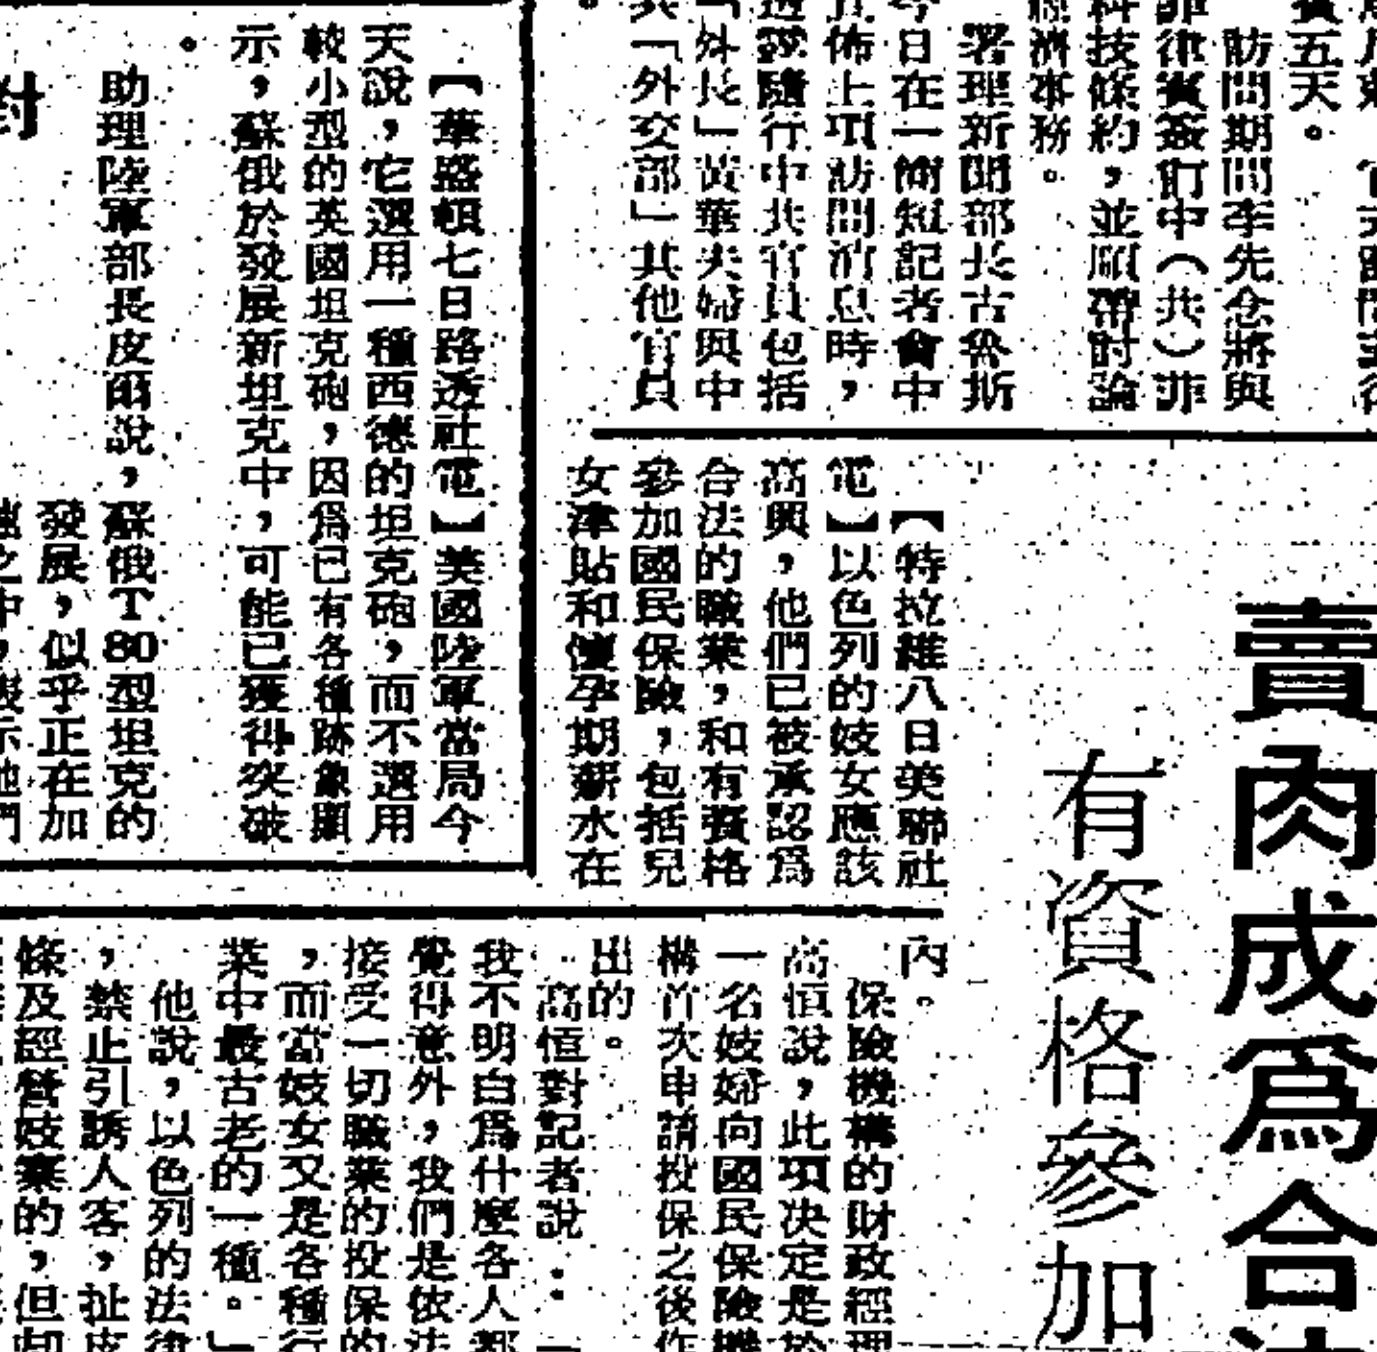 賓五天。
訪問期間李先念將與
菲律賓簽訂中（共）菲
科技條約，並願帶討論
經濟事務。
署理新聞部長古魯斯
今日在一簡短記者會中
宣佈上項訪問消息時，
透露隨行中共官員包括
「外長」黃華夫婦與中
共「外交部」其他官員
。
【華盛頓七日路透社電】美國陸軍當局今
天說，它選用一種西德的坦克砲，而不選用
較小型的英國坦克砲，因爲已有各種跡象顯
示，蘇俄於發展新坦克中，可能已獲得突破
。
助理陸軍部長皮爾說，蘇俄T80型坦克的
發展，似乎正在加
賣肉成爲合法
有資格參加
【特拉維八日美聯社
電】以色列的妓女應該
高興，他們已被承認爲
合法的職業，和有資格
參加國民保險，包括兒
女津貼和懷孕期薪水在
內。
保險機構的財政經理
高恒說，此項決定是於
一名妓婦向國民保險機
構首次申請投保之後作
出的。
高恒對記者說：「
我不明白爲什麼各人都
覺得意外，我們是依法
接受一切職業的投保的
，而當妓女又是各種行
業中最古老的一種。」
他說，以色列的法律
，禁止引誘人客，扯皮
條及經營妓寨的，但却